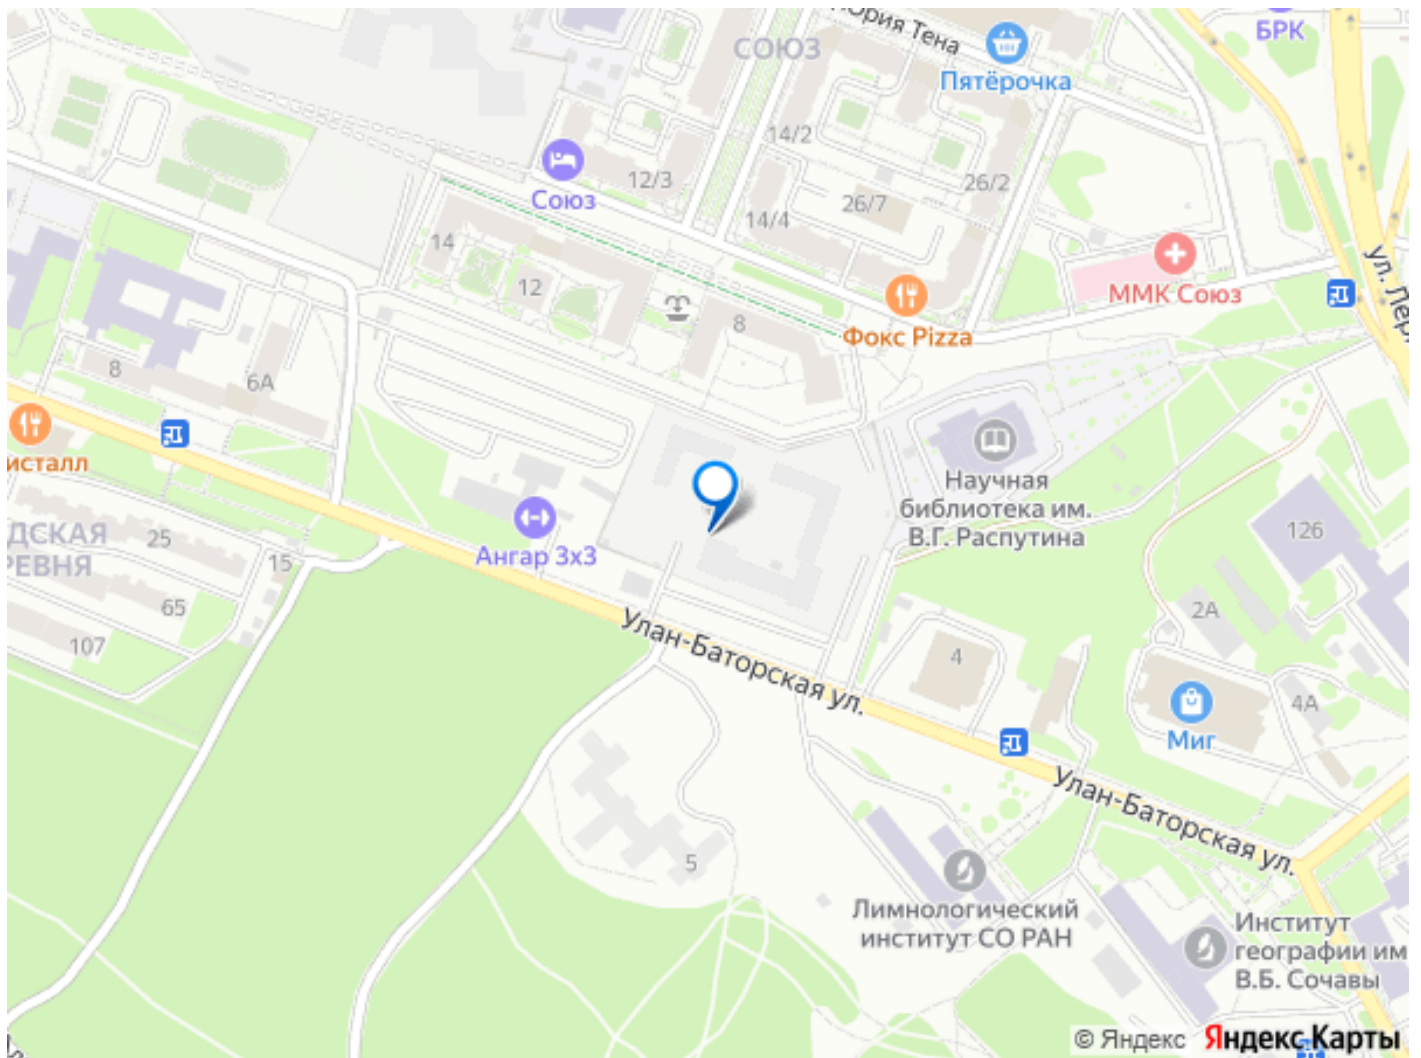 Юрия Тена
БРК
СОЮЗ
Пятёрочка
14/2
Союз
12/3
26/2
14/4
26/7
14
ул. Лер
12
ММК Союз
8
Фокс Pizza
8
6А
исталл
Научная
библиотека им.
В.Г. Распутина
ДСКАЯ
РЕВНЯ
25
Ангар 3х3
126
15
65
2А
107
Улан-Баторская ул.
4
4А
Миг
Улан-Баторская ул.
5
Лимнологический
институт СО РАН
Институт
географии им
В.Б. Сочавы
© Яндекс Яндекс Карты